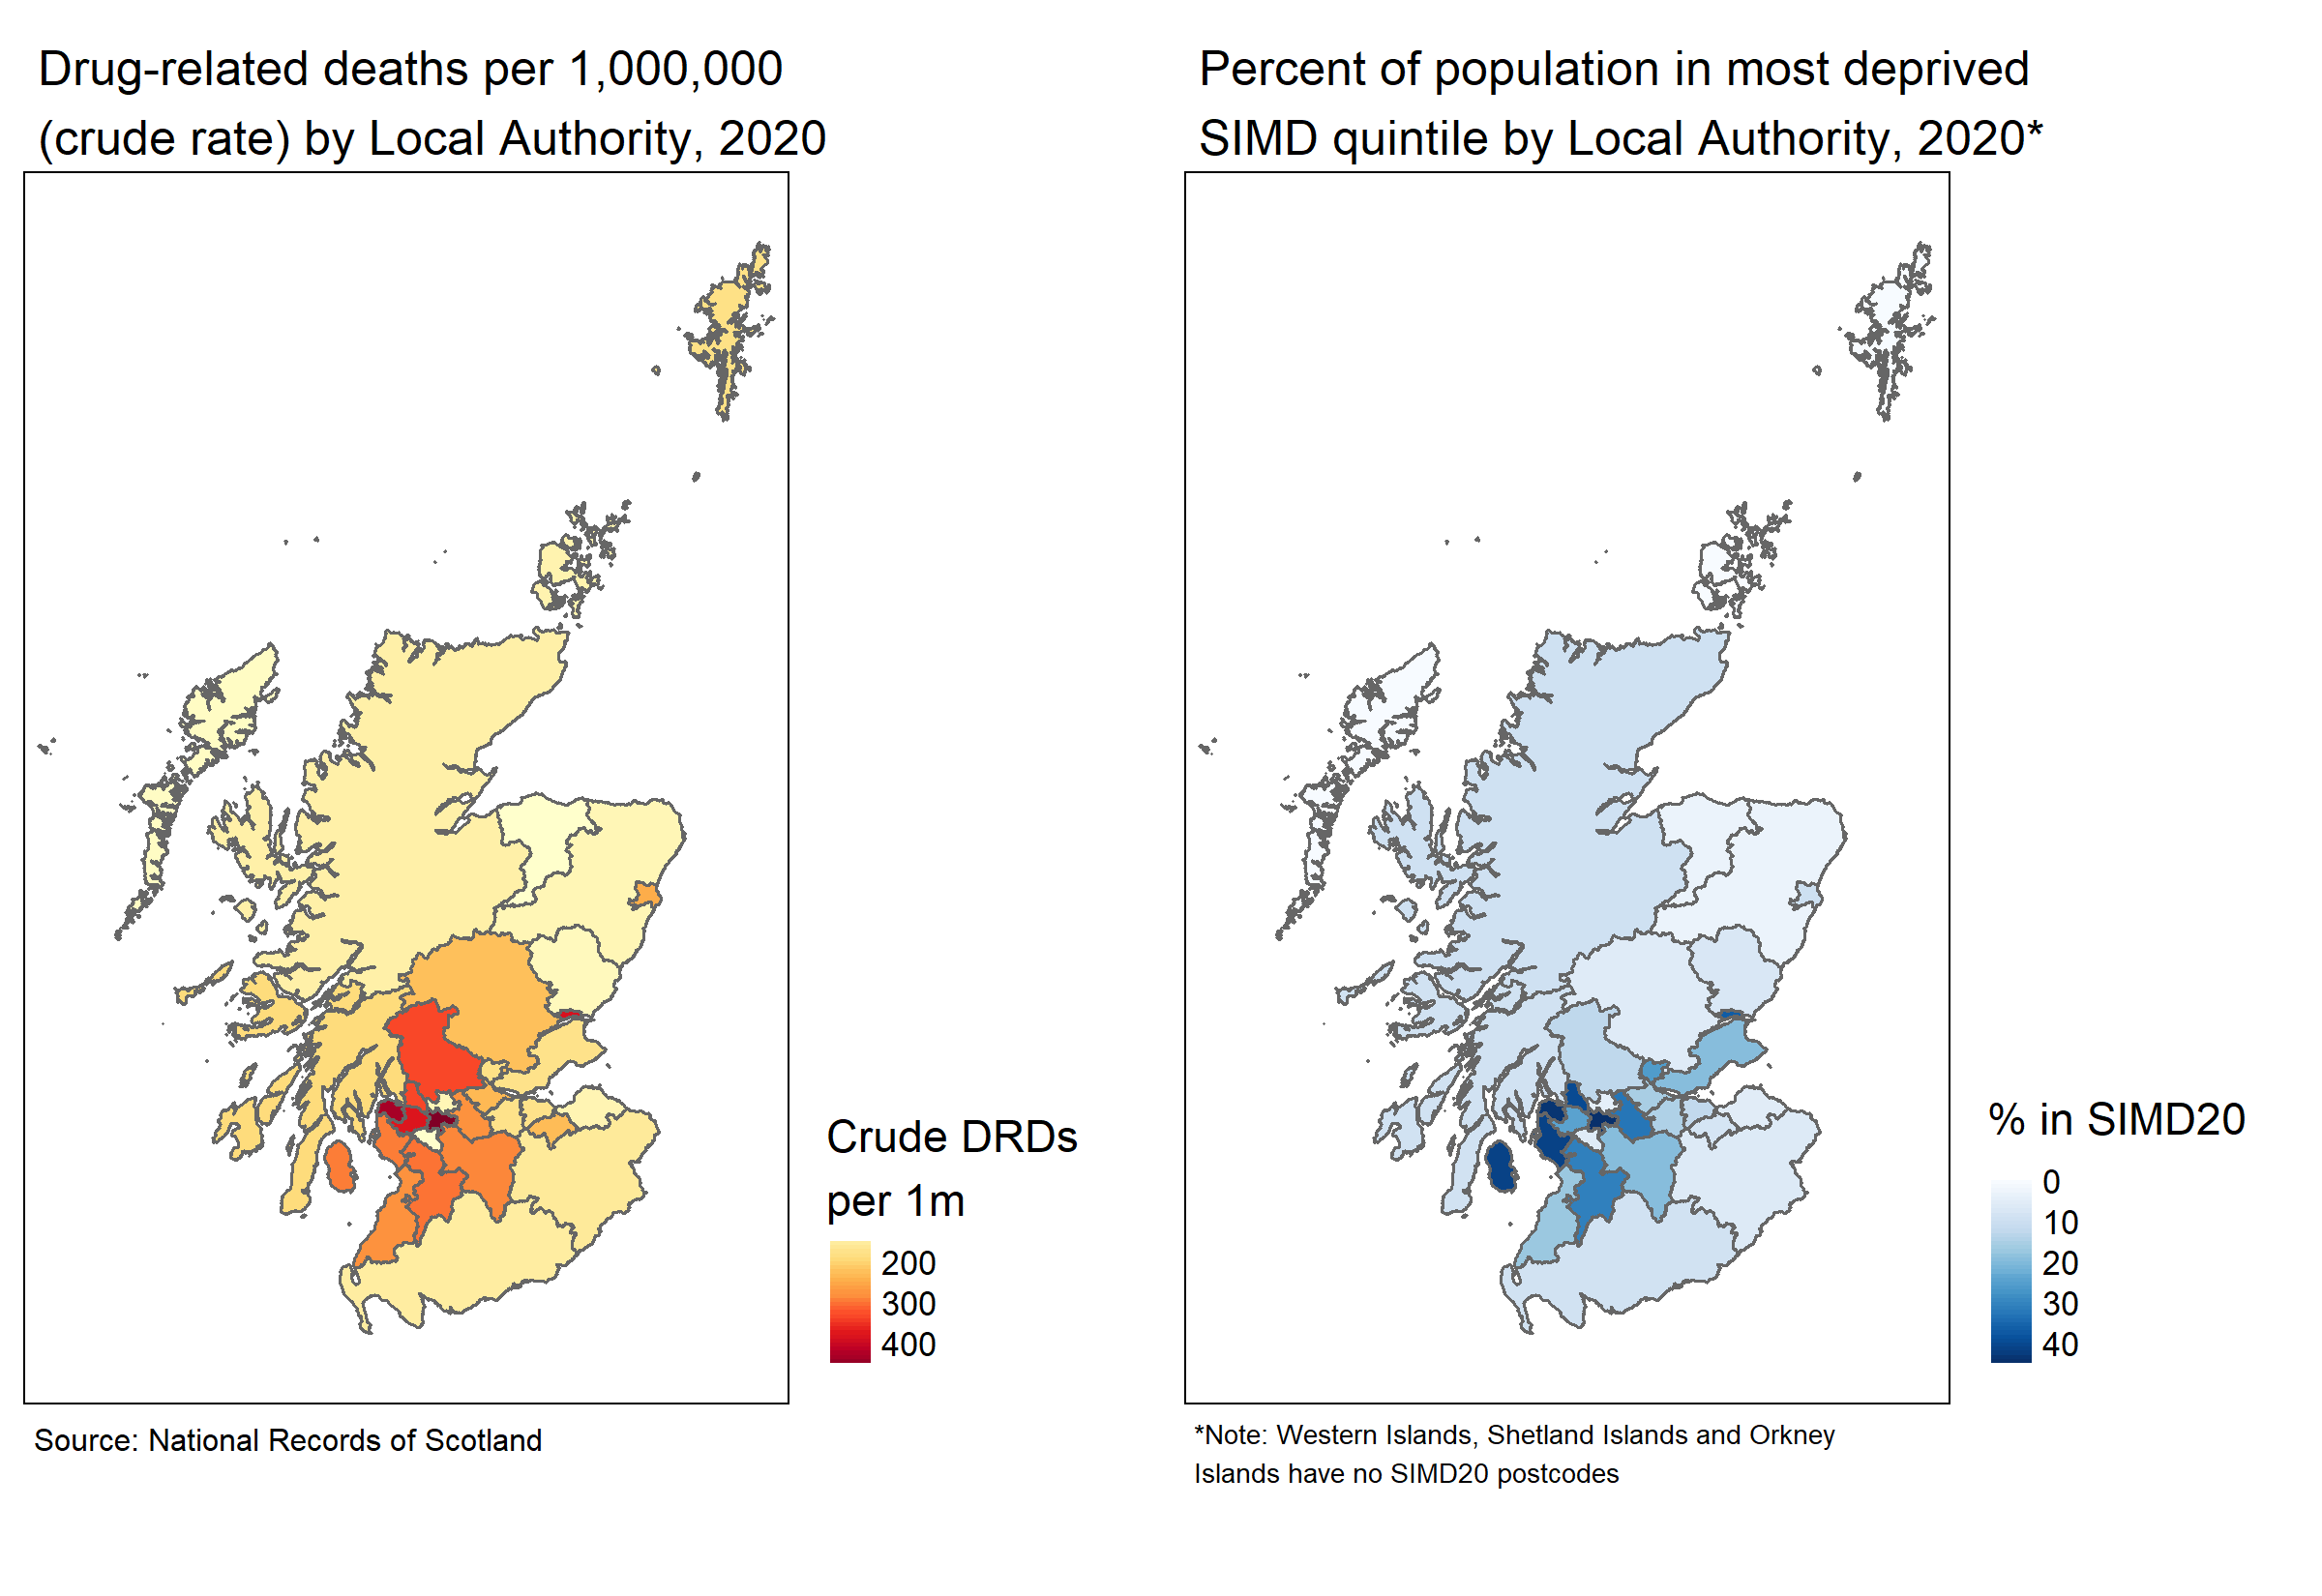 Drug-related deaths per 1,000,000
(crude rate) by Local Authority, 2020
Crude DRDs
per 1m
200
300
400
Source: National Records of Scotland
Percent of population in most deprived
SIMD quintile by Local Authority, 2020*
% in SIMD20
0
10
20
30
40
*Note: Western Islands, Shetland Islands and Orkney
Islands have no SIMD20 postcodes